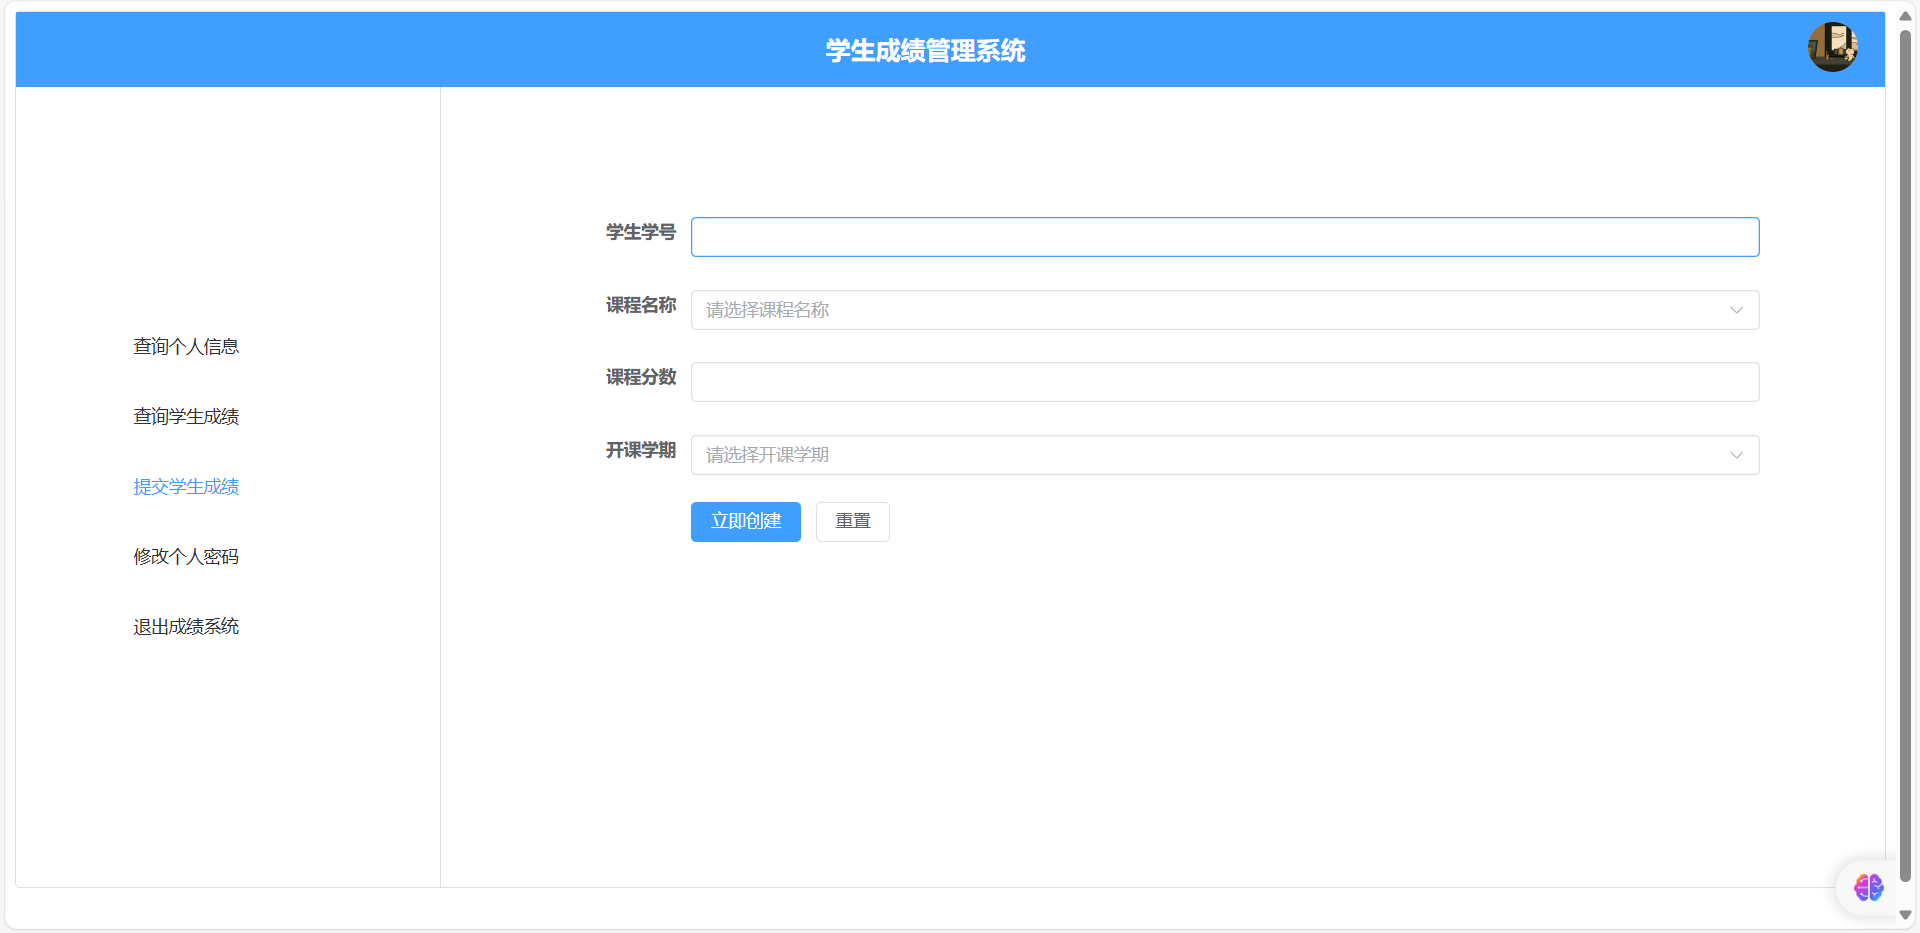 学生成绩管理系统
查询个人信息
查询学生成绩
提交学生成绩
修改个人密码
退出成绩系统
学生学号
课程名称
请选择课程名称
课程分数
开课学期
请选择开课学期
立即创建
重置